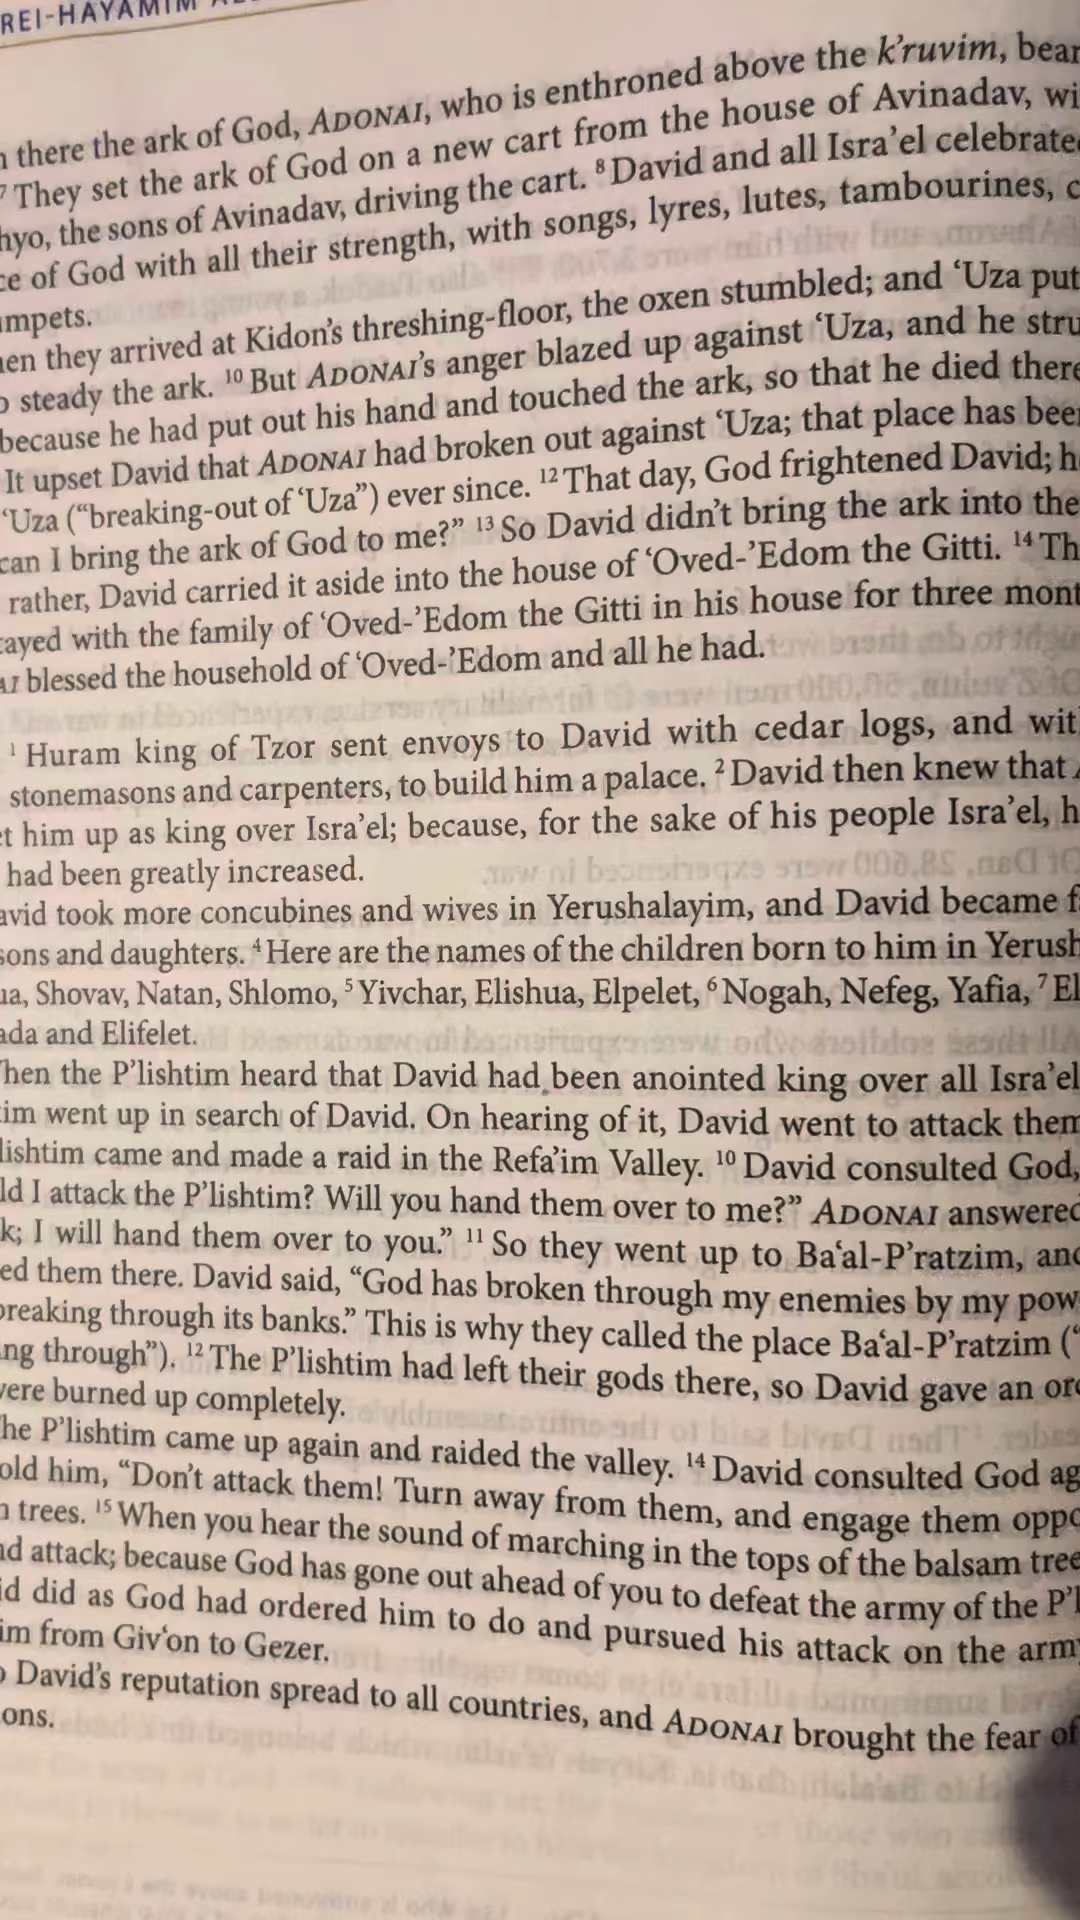 REI-HAYAMIM
there the ark of God, ADONAI, who is enthroned above the k’ruvim, bear
⁷ They set the ark of God on a new cart from the house of Avinadav, wi
hyo, the sons of Avinadav, driving the cart. ⁸ David and all Isra’el celebrate
ce of God with all their strength, with songs, lyres, lutes, tambourines, c
mpets.
en they arrived at Kidon’s threshing-floor, the oxen stumbled; and ‘Uza put
o steady the ark. ¹⁰ But ADONAI’s anger blazed up against ‘Uza, and he stru
because he had put out his hand and touched the ark, so that he died there
It upset David that ADONAI had broken out against ‘Uza; that place has been
‘Uza (“breaking-out of ‘Uza”) ever since. ¹² That day, God frightened David; h
can I bring the ark of God to me?” ¹³ So David didn’t bring the ark into the
rather, David carried it aside into the house of ‘Oved-’Edom the Gitti. ¹⁴ Th
tayed with the family of ‘Oved-’Edom the Gitti in his house for three mont
AI blessed the household of ‘Oved-’Edom and all he had.
¹ Huram king of Tzor sent envoys to David with cedar logs, and wit
stonemasons and carpenters, to build him a palace. ² David then knew that A
t him up as king over Isra’el; because, for the sake of his people Isra’el, h
had been greatly increased.
avid took more concubines and wives in Yerushalayim, and David became f
sons and daughters. ⁴ Here are the names of the children born to him in Yerush
ua, Shovav, Natan, Shlomo, ⁵ Yivchar, Elishua, Elpelet, ⁶ Nogah, Nefeg, Yafia, ⁷ El
ada and Elifelet.
hen the P’lishtim heard that David had been anointed king over all Isra’el
tim went up in search of David. On hearing of it, David went to attack them
lishtim came and made a raid in the Refa’im Valley. ¹⁰ David consulted God,
ld I attack the P’lishtim? Will you hand them over to me?” ADONAI answered
k; I will hand them over to you.” ¹¹ So they went up to Ba‘al-P’ratzim, and
ed them there. David said, “God has broken through my enemies by my pow
breaking through its banks.” This is why they called the place Ba‘al-P’ratzim (“
ng through”). ¹² The P’lishtim had left their gods there, so David gave an ord
were burned up completely.
he P’lishtim came up again and raided the valley. ¹⁴ David consulted God ag
old him, “Don’t attack them! Turn away from them, and engage them oppo
trees. ¹⁵ When you hear the sound of marching in the tops of the balsam tree
nd attack; because God has gone out ahead of you to defeat the army of the P’l
id did as God had ordered him to do and pursued his attack on the army
im from Giv‘on to Gezer.
o David’s reputation spread to all countries, and ADONAI brought the fear of
ons.